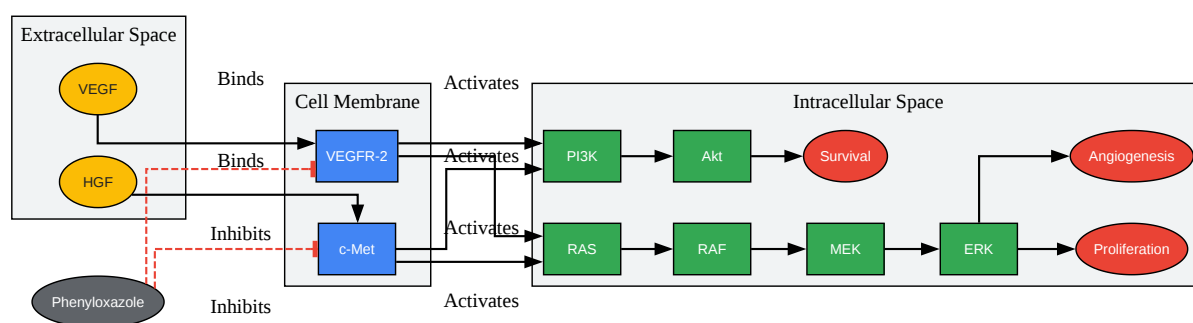 Extracellular Space
VEGF
HGF
Binds
Binds
Inhibits
Inhibits
Phenyloxazole
Cell Membrane
VEGFR-2
c-Met
Activates
Activates
Activates
Activates
Intracellular Space
PI3K
Akt
Survival
RAS
RAF
MEK
ERK
Angiogenesis
Proliferation